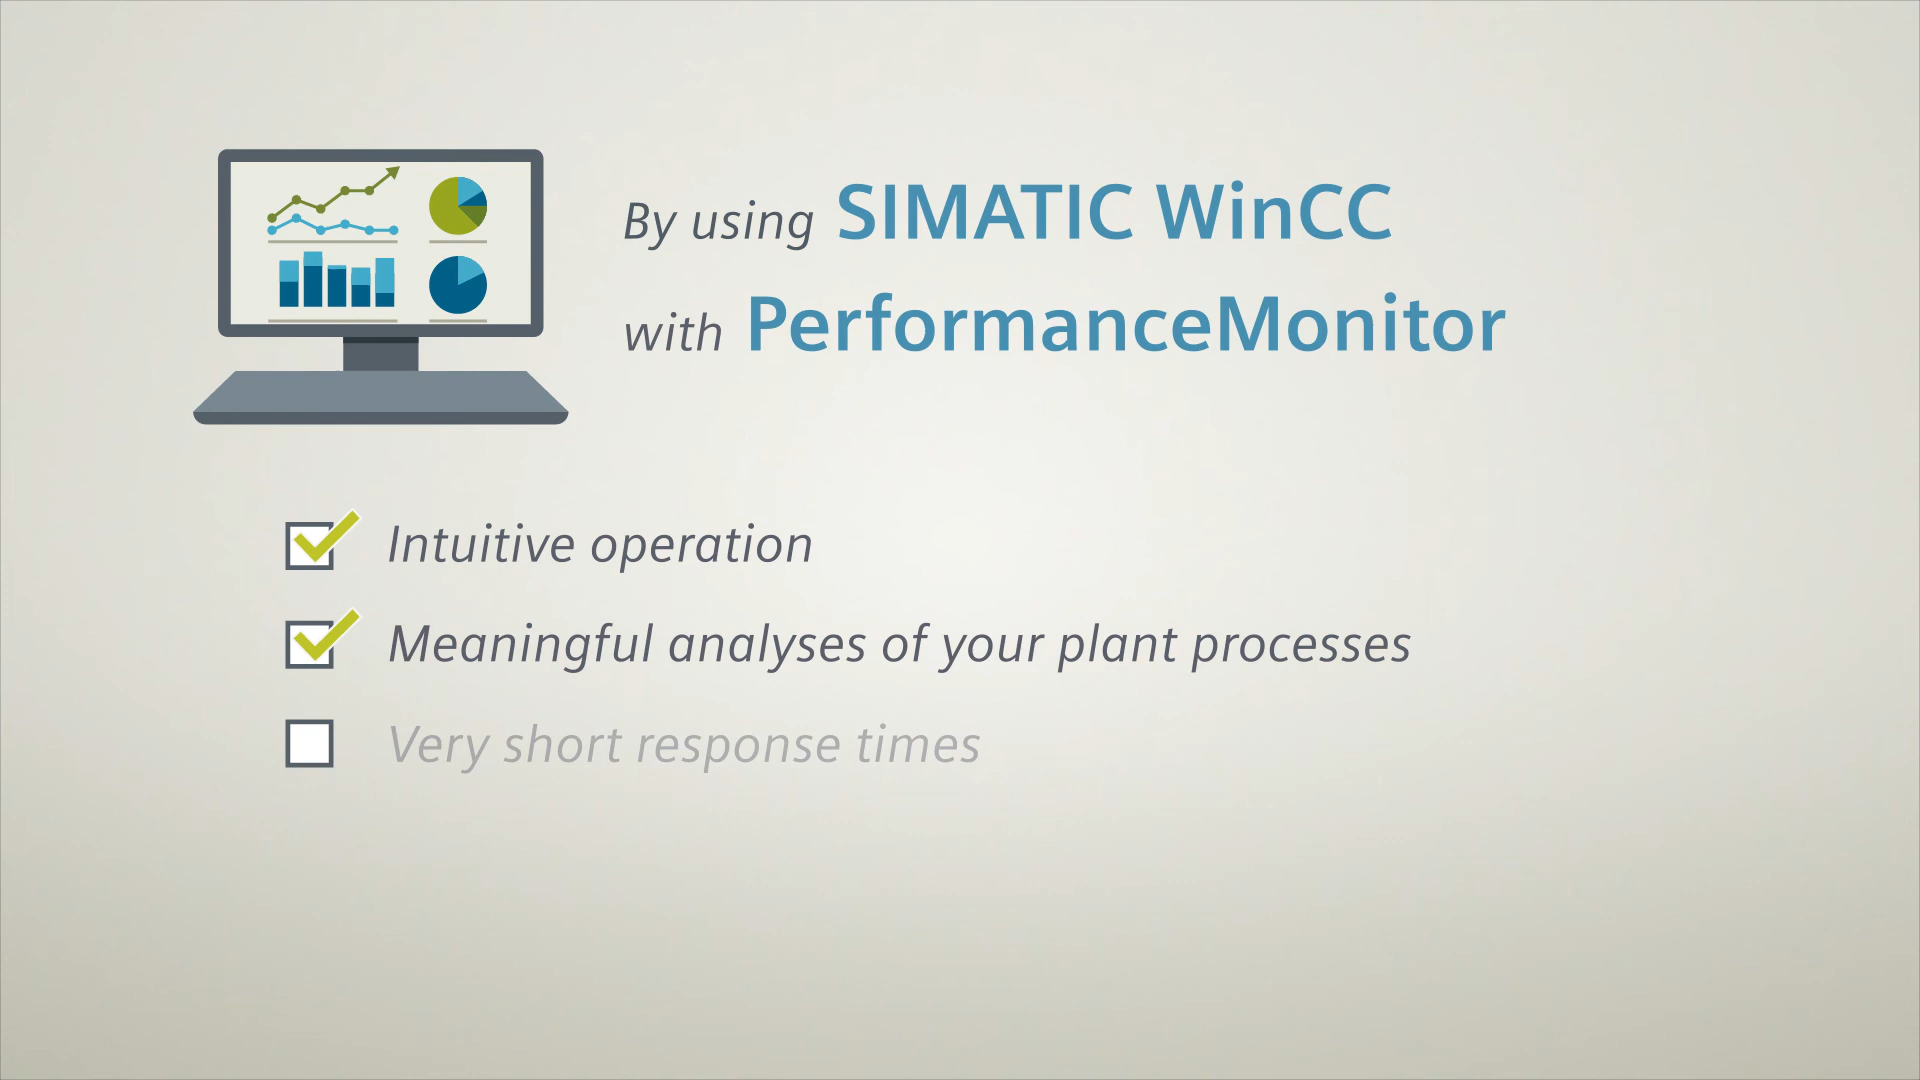 By using SIMATIC WinCC
with PerformanceMonitor
Intuitive operation
Meaningful analyses of your plant processes
Very short response times